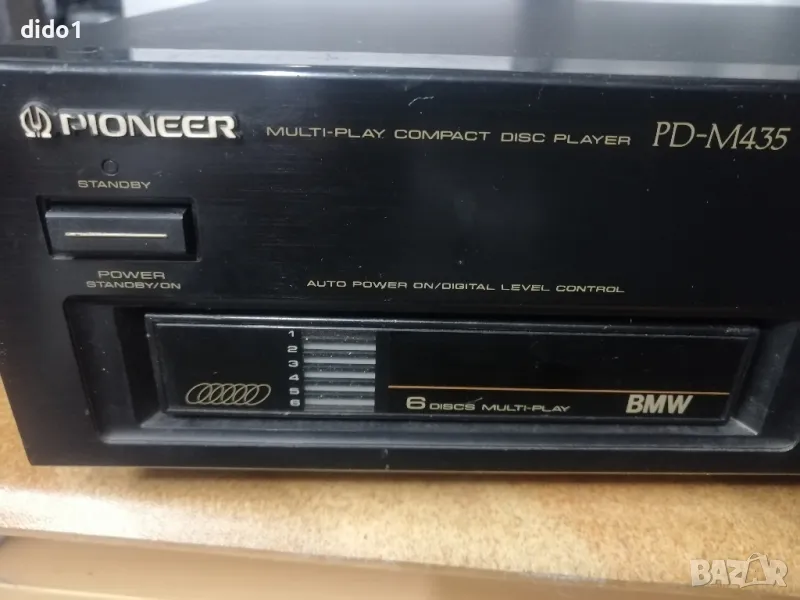 dido1
PIONEER MULTI-PLAY COMPACT DISC PLAYER PD-M435
STANDBY
POWER
STANDBY/ON
AUTO POWER ON/DIGITAL LEVEL CONTROL
1
2
3
4
5
6
6 DISCS MULTI-PLAY BMW
BAZAR